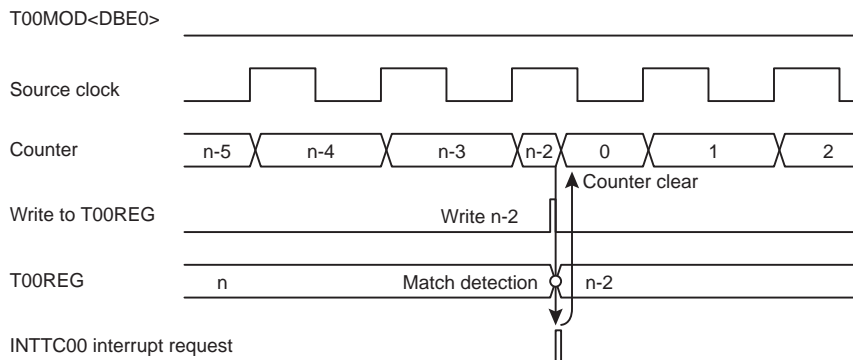 T00MOD<DBE0>
Source clock
Counter n-5 n-4 n-3 n-2 0 1 2
Counter clear
Write to T00REG Write n-2
T00REG n Match detection n-2
INTTC00 interrupt request